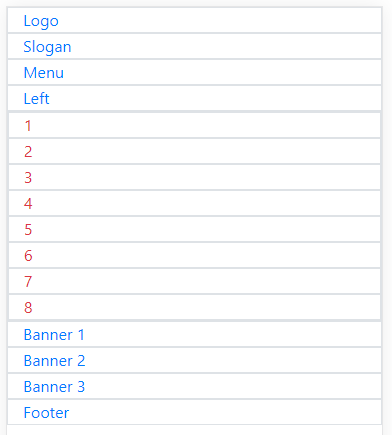 Logo
Slogan
Menu
Left
1
2
3
4
5
6
7
8
Banner 1
Banner 2
Banner 3
Footer